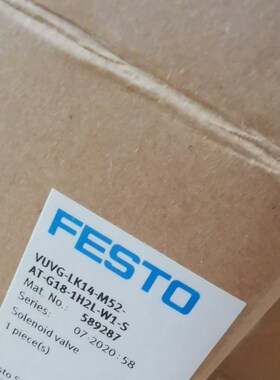 FESTO
VUVG-LK14-M52-
AT-G18-1H2L-W1-S
Mat. No.: 589287
Series: 07-2020:58
Solenoid valve
1 piece(s)